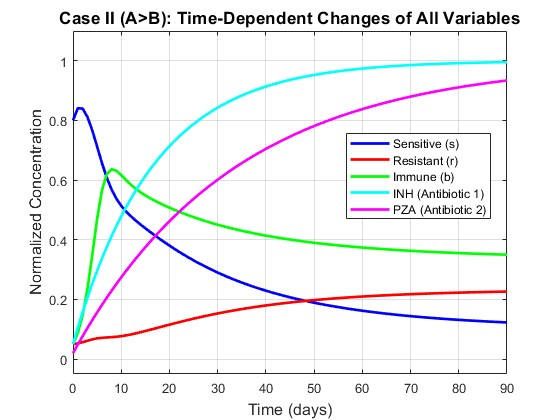 Case II (A>B): Time-Dependent Changes of All Variables
Normalized Concentration
1
0.8
0.6
0.4
0.2
0
Sensitive (s)
Resistant (r)
Immune (b)
INH (Antibiotic 1)
PZA (Antibiotic 2)
0 10 20 30 40 50 60 70 80 90
Time (days)